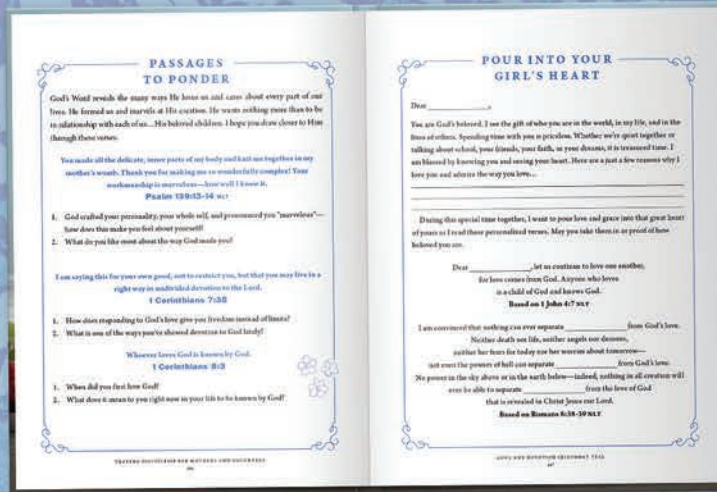 PASSAGES
TO PONDER
God's Word reveals the many ways He loves us and cares about every part of our
lives. He formed us and marvels at His creation. He wants nothing more than to be
in relationship with each of us... His beloved children. I hope you draw closer to Him
through these verses.
You made all the delicate, inner parts of my body and knit me together in my
mother's womb. Thank you for making me so wonderfully complex! Your
workmanship is marvelous—how well I know it.
Psalm 139:13-14 NLT
1. God crafted your personality, your whole self, and pronounced you "marvelous"—
how does this make you feel about yourself?
2. What do you like most about the way God made you?
I am saying this for your own good, not to restrict you, but that you may live in a
right way in undivided devotion to the Lord.
1 Corinthians 7:35
1. How does responding to God's love give you freedom instead of limits?
2. What is one of the ways you've showed devotion to God lately?
Whoever loves God is known by God.
1 Corinthians 8:3
1. When did you first love God?
2. What does it mean to you right now in your life to be known by God?
PRAYERS DEVOTIONS FOR MOTHERS AND DAUGHTERS
POUR INTO YOUR
GIRL'S HEART
Dear ____________,
You are God's beloved. I see the gift of who you are in the world, in my life, and in the
lives of others. Spending time with you is priceless. Whether we're quiet together or
talking about school, your friends, your faith, or your dreams, it is treasured time. I
am blessed by knowing you and seeing your heart. Here are a just a few reasons why I
love you and admire the way you love...
During this special time together, I want to pour love and grace into that great heart
of yours as I read these personalized verses. May you take them in as proof of how
beloved you are.
Dear ____________, let us continue to love one another,
for love comes from God. Anyone who loves
is a child of God and knows God.
Based on 1 John 4:7 NLT
I am convinced that nothing can ever separate ____________ from God's love.
Neither death nor life, neither angels nor demons,
neither her fears for today nor her worries about tomorrow—
not even the powers of hell can separate ____________ from God's love.
No power in the sky above or in the earth below—indeed, nothing in all creation will
ever be able to separate ____________ from the love of God
that is revealed in Christ Jesus our Lord.
Based on Romans 8:38-39 NLT
LOVE AND DEVOTION